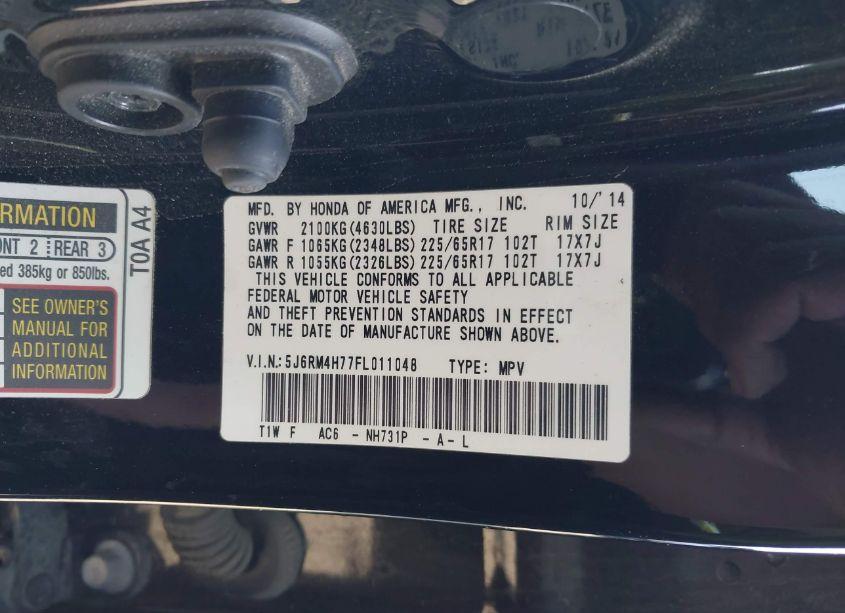 ORMATION
ONT 2 REAR 3
ed 385kg or 850lbs.
SEE OWNER'S
MANUAL FOR
ADDITIONAL
INFORMATION
TOA A4
MFD. BY HONDA OF AMERICA MFG., INC. 10/'14
GVWR 2100KG(4630LBS) TIRE SIZE RIM SIZE
GAWR F 1065KG(2348LBS) 225/65R17 102T 17X7J
GAWR R 1055KG(2326LBS) 225/65R17 102T 17X7J
THIS VEHICLE CONFORMS TO ALL APPLICABLE
FEDERAL MOTOR VEHICLE SAFETY
AND THEFT PREVENTION STANDARDS IN EFFECT
ON THE DATE OF MANUFACTURE SHOWN ABOVE.
V.I.N.:5J6RM4H77FL011048 TYPE: MPV
T1W F AC6 - NH731P - A - L